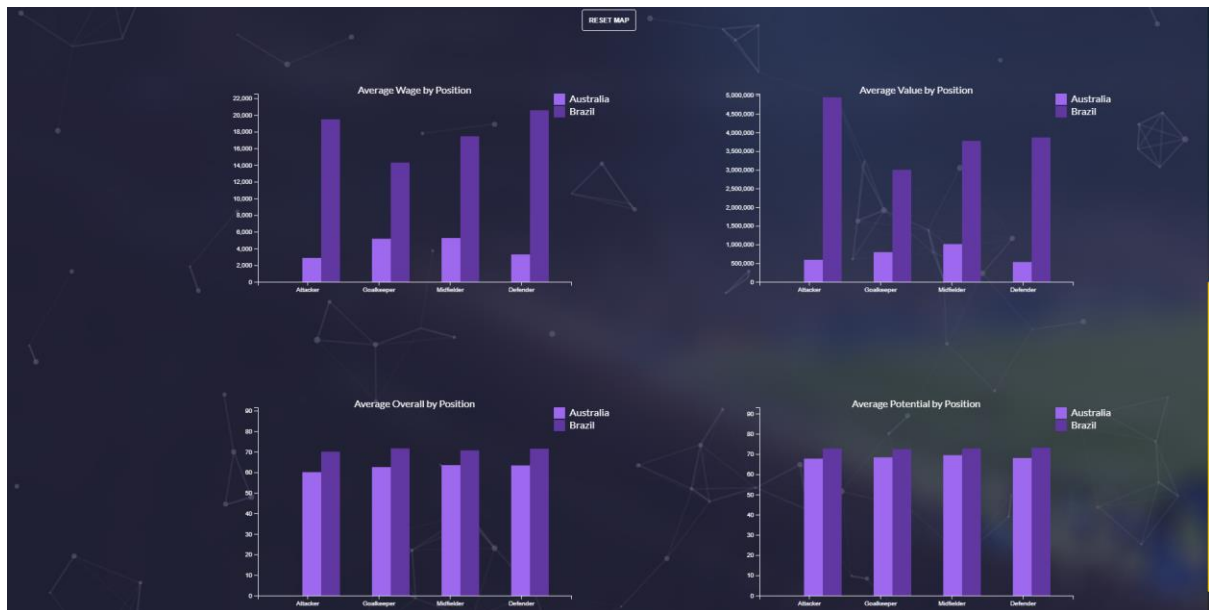 RESET MAP
Average Wage by Position
Australia
Brazil
22,000
20,000
18,000
16,000
14,000
12,000
10,000
8,000
6,000
4,000
2,000
0
Attacker
Goalkeeper
Midfielder
Defender
Average Value by Position
Australia
Brazil
5,000,000
4,500,000
4,000,000
3,500,000
3,000,000
2,500,000
2,000,000
1,500,000
1,000,000
500,000
0
Attacker
Goalkeeper
Midfielder
Defender
Average Overall by Position
Australia
Brazil
90
80
70
60
50
40
30
20
10
0
Attacker
Goalkeeper
Midfielder
Defender
Average Potential by Position
Australia
Brazil
90
80
70
60
50
40
30
20
10
0
Attacker
Goalkeeper
Midfielder
Defender